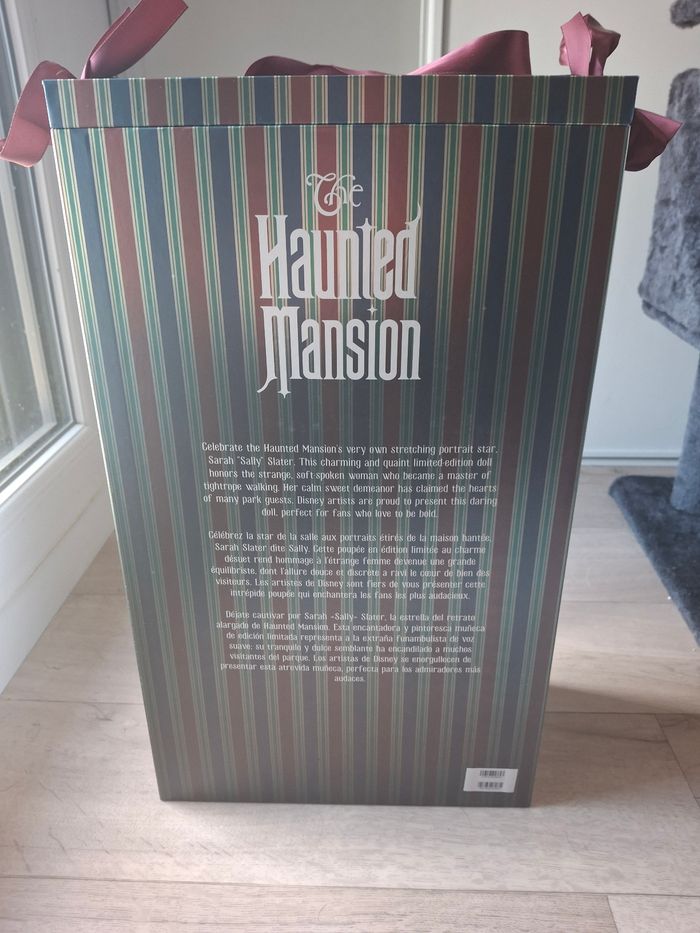 The
Haunted
Mansion
Celebrate the Haunted Mansion's very own stretching portrait star,
Sarah "Sally" Slater. This charming and quaint limited-edition doll
honors the strange, soft-spoken woman who became a master of
tightrope walking. Her calm sweet demeanor has claimed the hearts
of many park guests. Disney artists are proud to present this daring
doll, perfect for fans who love to be bold.
Célébrez la star de la salle aux portraits étirés de la maison hantée,
Sarah Slater dite Sally. Cette poupée en édition limitée au charme
désuet rend hommage à l'étrange femme devenue une grande
équilibriste, dont l'allure douce et discrète a ravi le cœur de bien des
visiteurs. Les artistes de Disney sont fiers de vous présenter cette
intrépide poupée qui enchantera les fans les plus audacieux.
Déjate cautivar por Sarah «Sally» Slater, la estrella del retrato
alargado de Haunted Mansion. Esta encantadora y pintoresca muñeca
de edición limitada representa a la extraña funambulista de voz
suave; su tranquilo y dulce semblante ha encandilado a muchos
visitantes del parque. Los artistas de Disney se enorgullecen de
presentar esta atrevida muñeca, perfecta para los admiradores más
audaces.